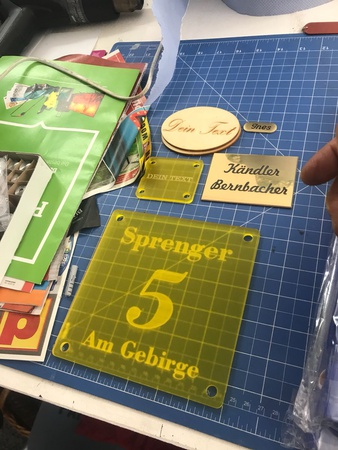 Dein Text
Ines
DEIN TEXT
Kändler
Bernbacher
Sprenger
5
Am Gebirge